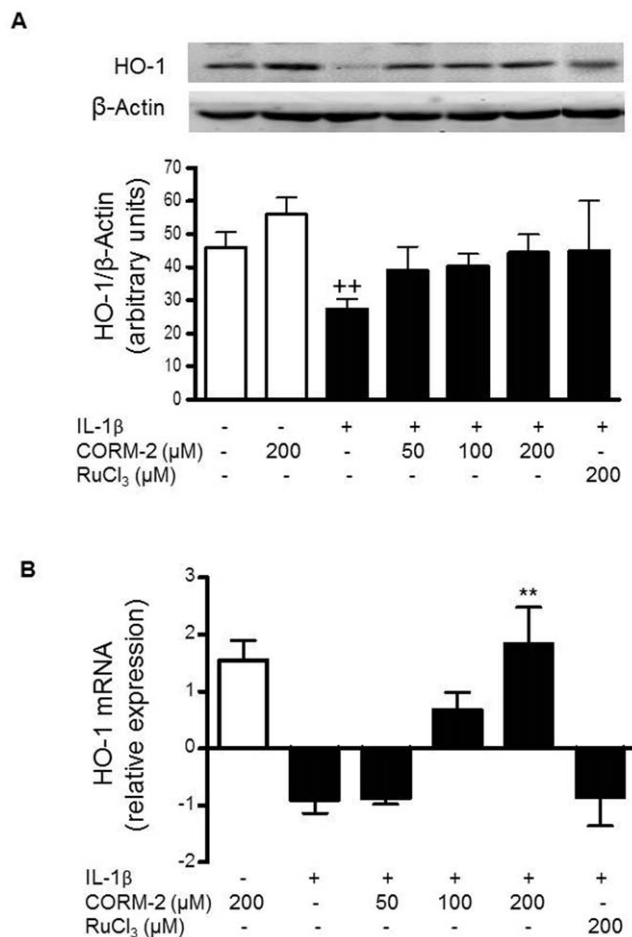 A
HO-1
β-Actin
HO-1/β-Actin
(arbitrary units)
70
60
50
40
30
20
10
0
++
IL-1β - - + + + + +
CORM-2 (µM) - 200 - 50 100 200 -
RuCl₃ (µM) - - - - - - 200
B
HO-1 mRNA
(relative expression)
3
2
1
0
-1
-2
**
IL-1β - + + + + +
CORM-2 (µM) 200 - 50 100 200 -
RuCl₃ (µM) - - - - - 200